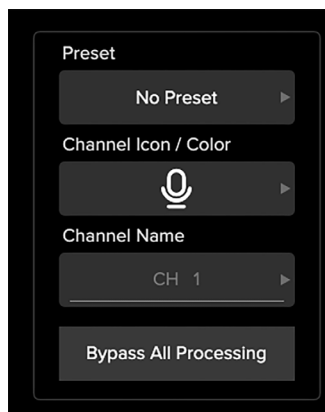 Preset
No Preset
Channel Icon / Color
Channel Name
CH 1
Bypass All Processing